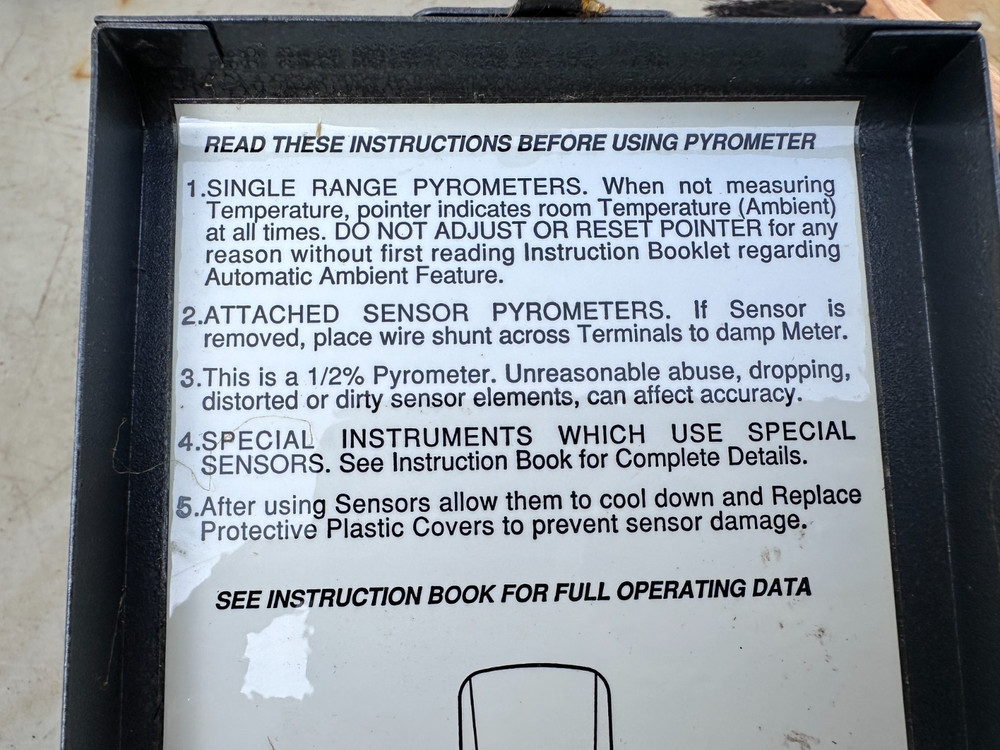 READ THESE INSTRUCTIONS BEFORE USING PYROMETER
1.SINGLE RANGE PYROMETERS. When not measuring
Temperature, pointer indicates room Temperature (Ambient)
at all times. DO NOT ADJUST OR RESET POINTER for any
reason without first reading Instruction Booklet regarding
Automatic Ambient Feature.
2.ATTACHED SENSOR PYROMETERS. If Sensor is
removed, place wire shunt across Terminals to damp Meter.
3.This is a 1/2% Pyrometer. Unreasonable abuse, dropping,
distorted or dirty sensor elements, can affect accuracy.
4.SPECIAL INSTRUMENTS WHICH USE SPECIAL
SENSORS. See Instruction Book for Complete Details.
5.After using Sensors allow them to cool down and Replace
Protective Plastic Covers to prevent sensor damage.
SEE INSTRUCTION BOOK FOR FULL OPERATING DATA